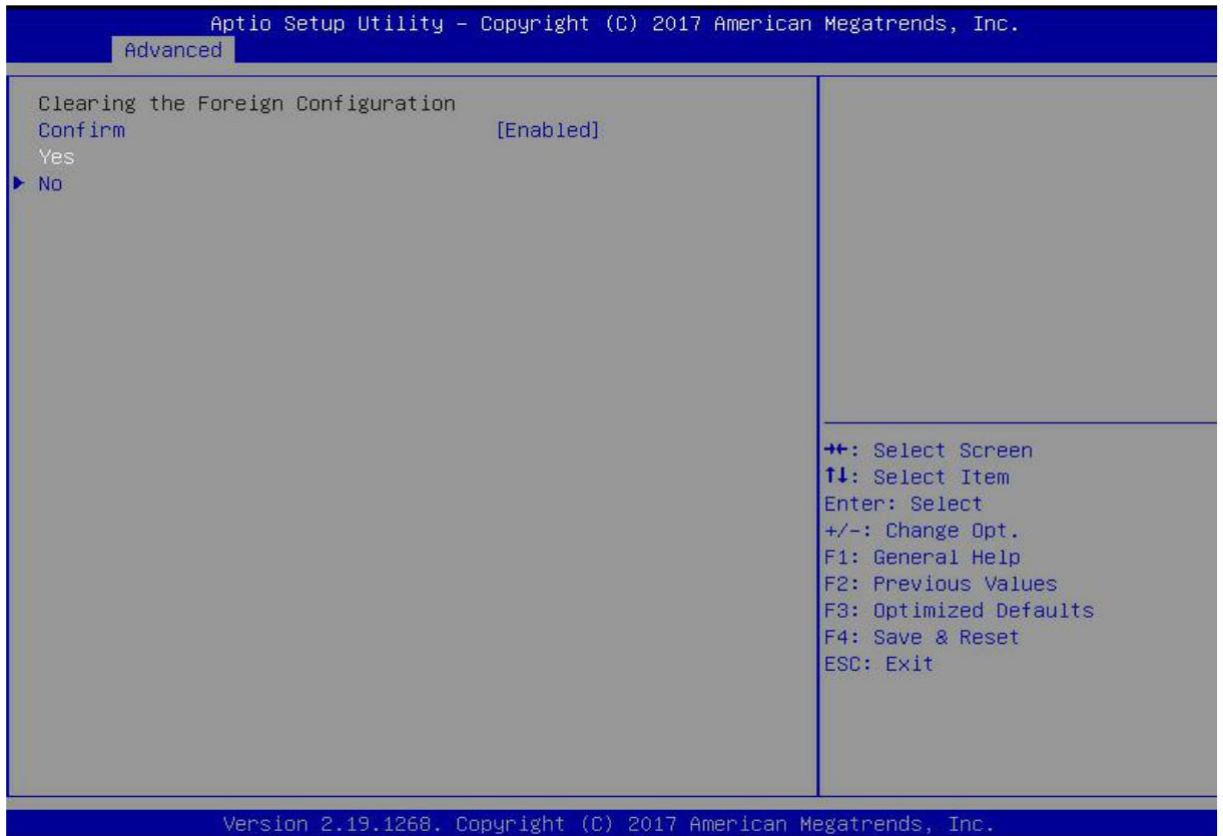 Aptio Setup Utility – Copyright (C) 2017 American Megatrends, Inc.
Advanced
Clearing the Foreign Configuration
Confirm [Enabled]
Yes
▶ No
→←: Select Screen
↑↓: Select Item
Enter: Select
+/-: Change Opt.
F1: General Help
F2: Previous Values
F3: Optimized Defaults
F4: Save & Reset
ESC: Exit
Version 2.19.1268. Copyright (C) 2017 American Megatrends, Inc.